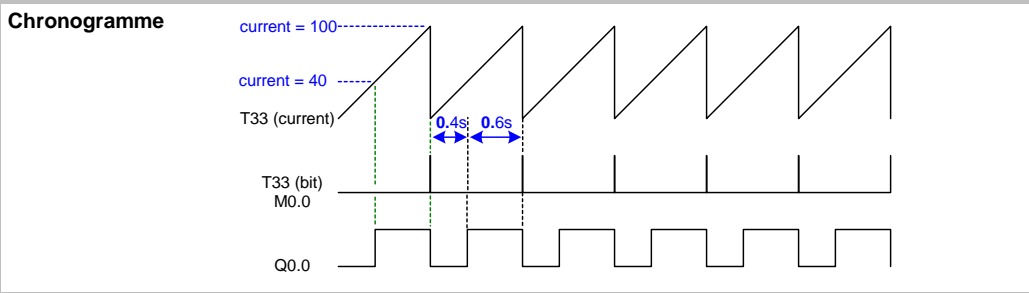 Chronogramme
current = 100
current = 40
T33 (current)
0.4s 0.6s
T33 (bit)
M0.0
Q0.0